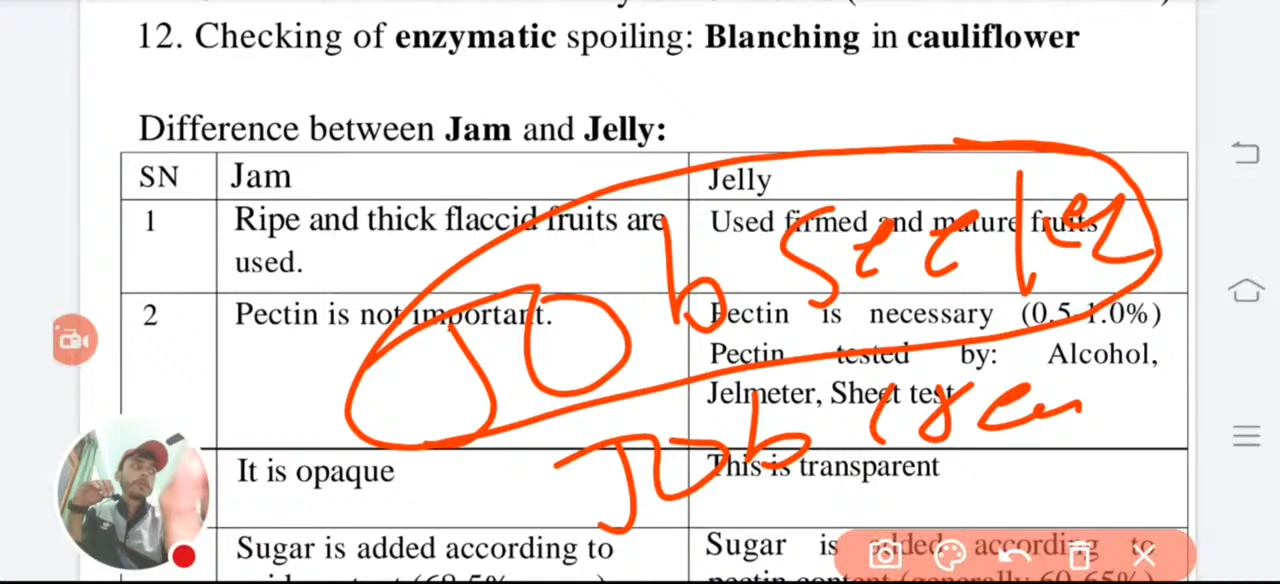 12. Checking of enzymatic spoiling: Blanching in cauliflower
Difference between Jam and Jelly:
SN Jam Jelly
1 Ripe and thick flaccid fruits are used. Used firmed and mature fruits
2 Pectin is not important. Pectin is necessary (0.5-1.0%)
Pectin tested by: Alcohol,
Jelmeter, Sheet test
It is opaque This is transparent
Sugar is added according to Sugar is added according to
JOb Seeker
JOb